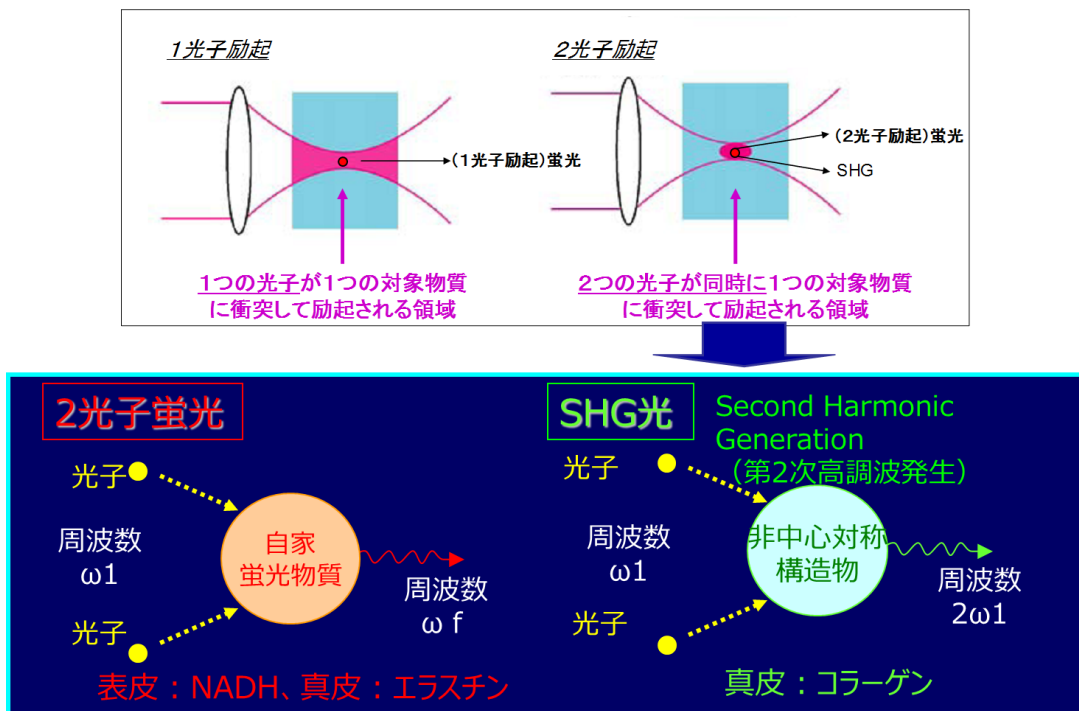 1光子励起
(1光子励起)蛍光
1つの光子が1つの対象物質
に衝突して励起される領域
2光子励起
(2光子励起)蛍光
SHG
2つの光子が同時に1つの対象物質
に衝突して励起される領域
2光子蛍光
光子
周波数
ω1
自家
蛍光物質
周波数
ω f
光子
表皮：NADH、真皮：エラスチン
SHG光
Second Harmonic
Generation
（第2次高調波発生）
光子
周波数
ω1
非中心対称
構造物
周波数
2ω1
光子
真皮：コラーゲン